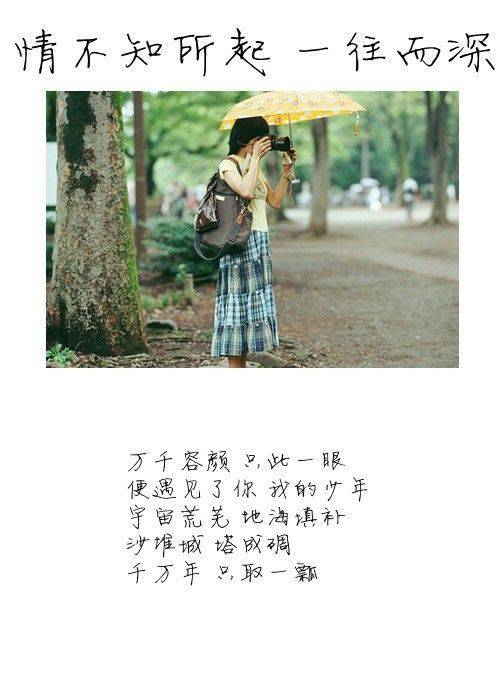 情不知所起 一往而深
万千容颜 只此一眼
便遇见了你 我的少年
宇宙荒芜 地海填补
沙堆城 塔成碉
千万年 只取一瓢